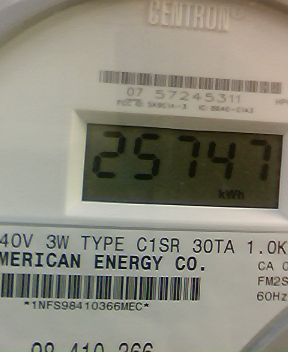 CENTRON®
07 57245311
25747
kWh
40V 3W TYPE C1SR 30TA 1.0K
MERICAN ENERGY CO.
CA 0
FM2S
60Hz
*1NFS98410366MEC*
98 410 366